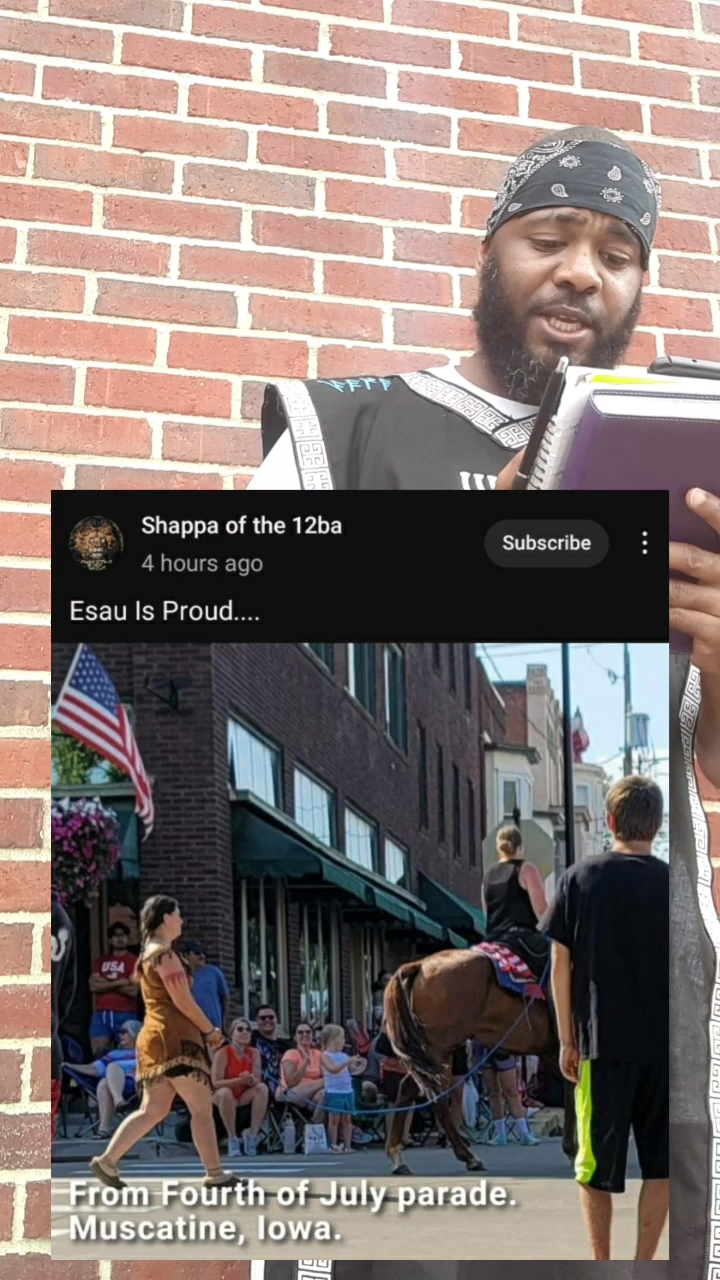 Shappa of the 12ba
4 hours ago
Subscribe
Esau Is Proud....
USA
From Fourth of July parade.
Muscatine, Iowa.